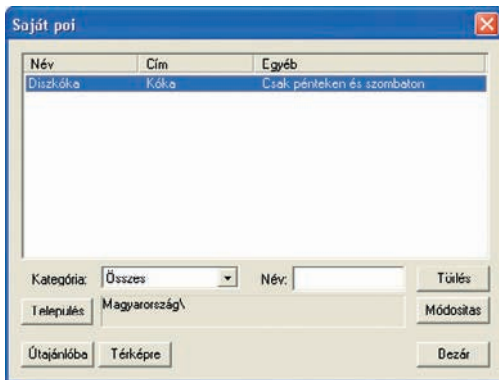 Saját poi
Név Cím Egyéb
Diszkóka Kóka Csak pénteken és szombaton
Kategória: Összes Név: Törlés
Település Magyarország\ Módosítas
Útajánlóba Térképre Bezár